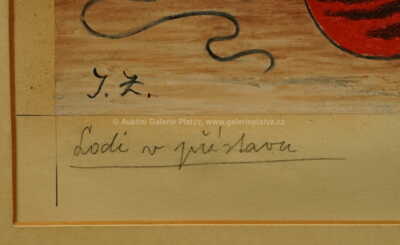 J. Z.
© Aukční Galerie Platýz, www.galerieplatyz.cz
Lodi v přístavu